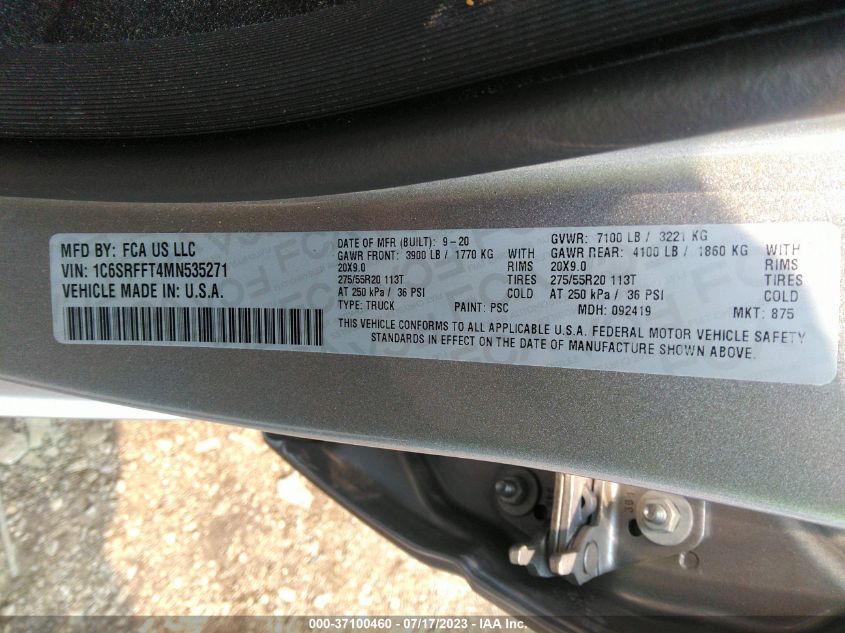 MFD BY: FCA US LLC
VIN: 1C6SRFFT4MN535271
VEHICLE MADE IN: U.S.A.
DATE OF MFR (BUILT): 9-20 GVWR: 7100 LB / 3221 KG
GAWR FRONT: 3900 LB / 1770 KG WITH GAWR REAR: 4100 LB / 1860 KG WITH
20X9.0 RIMS 20X9.0 RIMS
275/55R20 113T TIRES 275/55R20 113T TIRES
AT 250 kPa / 36 PSI COLD AT 250 kPa / 36 PSI COLD
TYPE: TRUCK PAINT: PSC MDH: 092419 MKT: 875
THIS VEHICLE CONFORMS TO ALL APPLICABLE U.S.A. FEDERAL MOTOR VEHICLE SAFETY
STANDARDS IN EFFECT ON THE DATE OF MANUFACTURE SHOWN ABOVE.
000-37100460 - 07/17/2023 - IAA Inc.